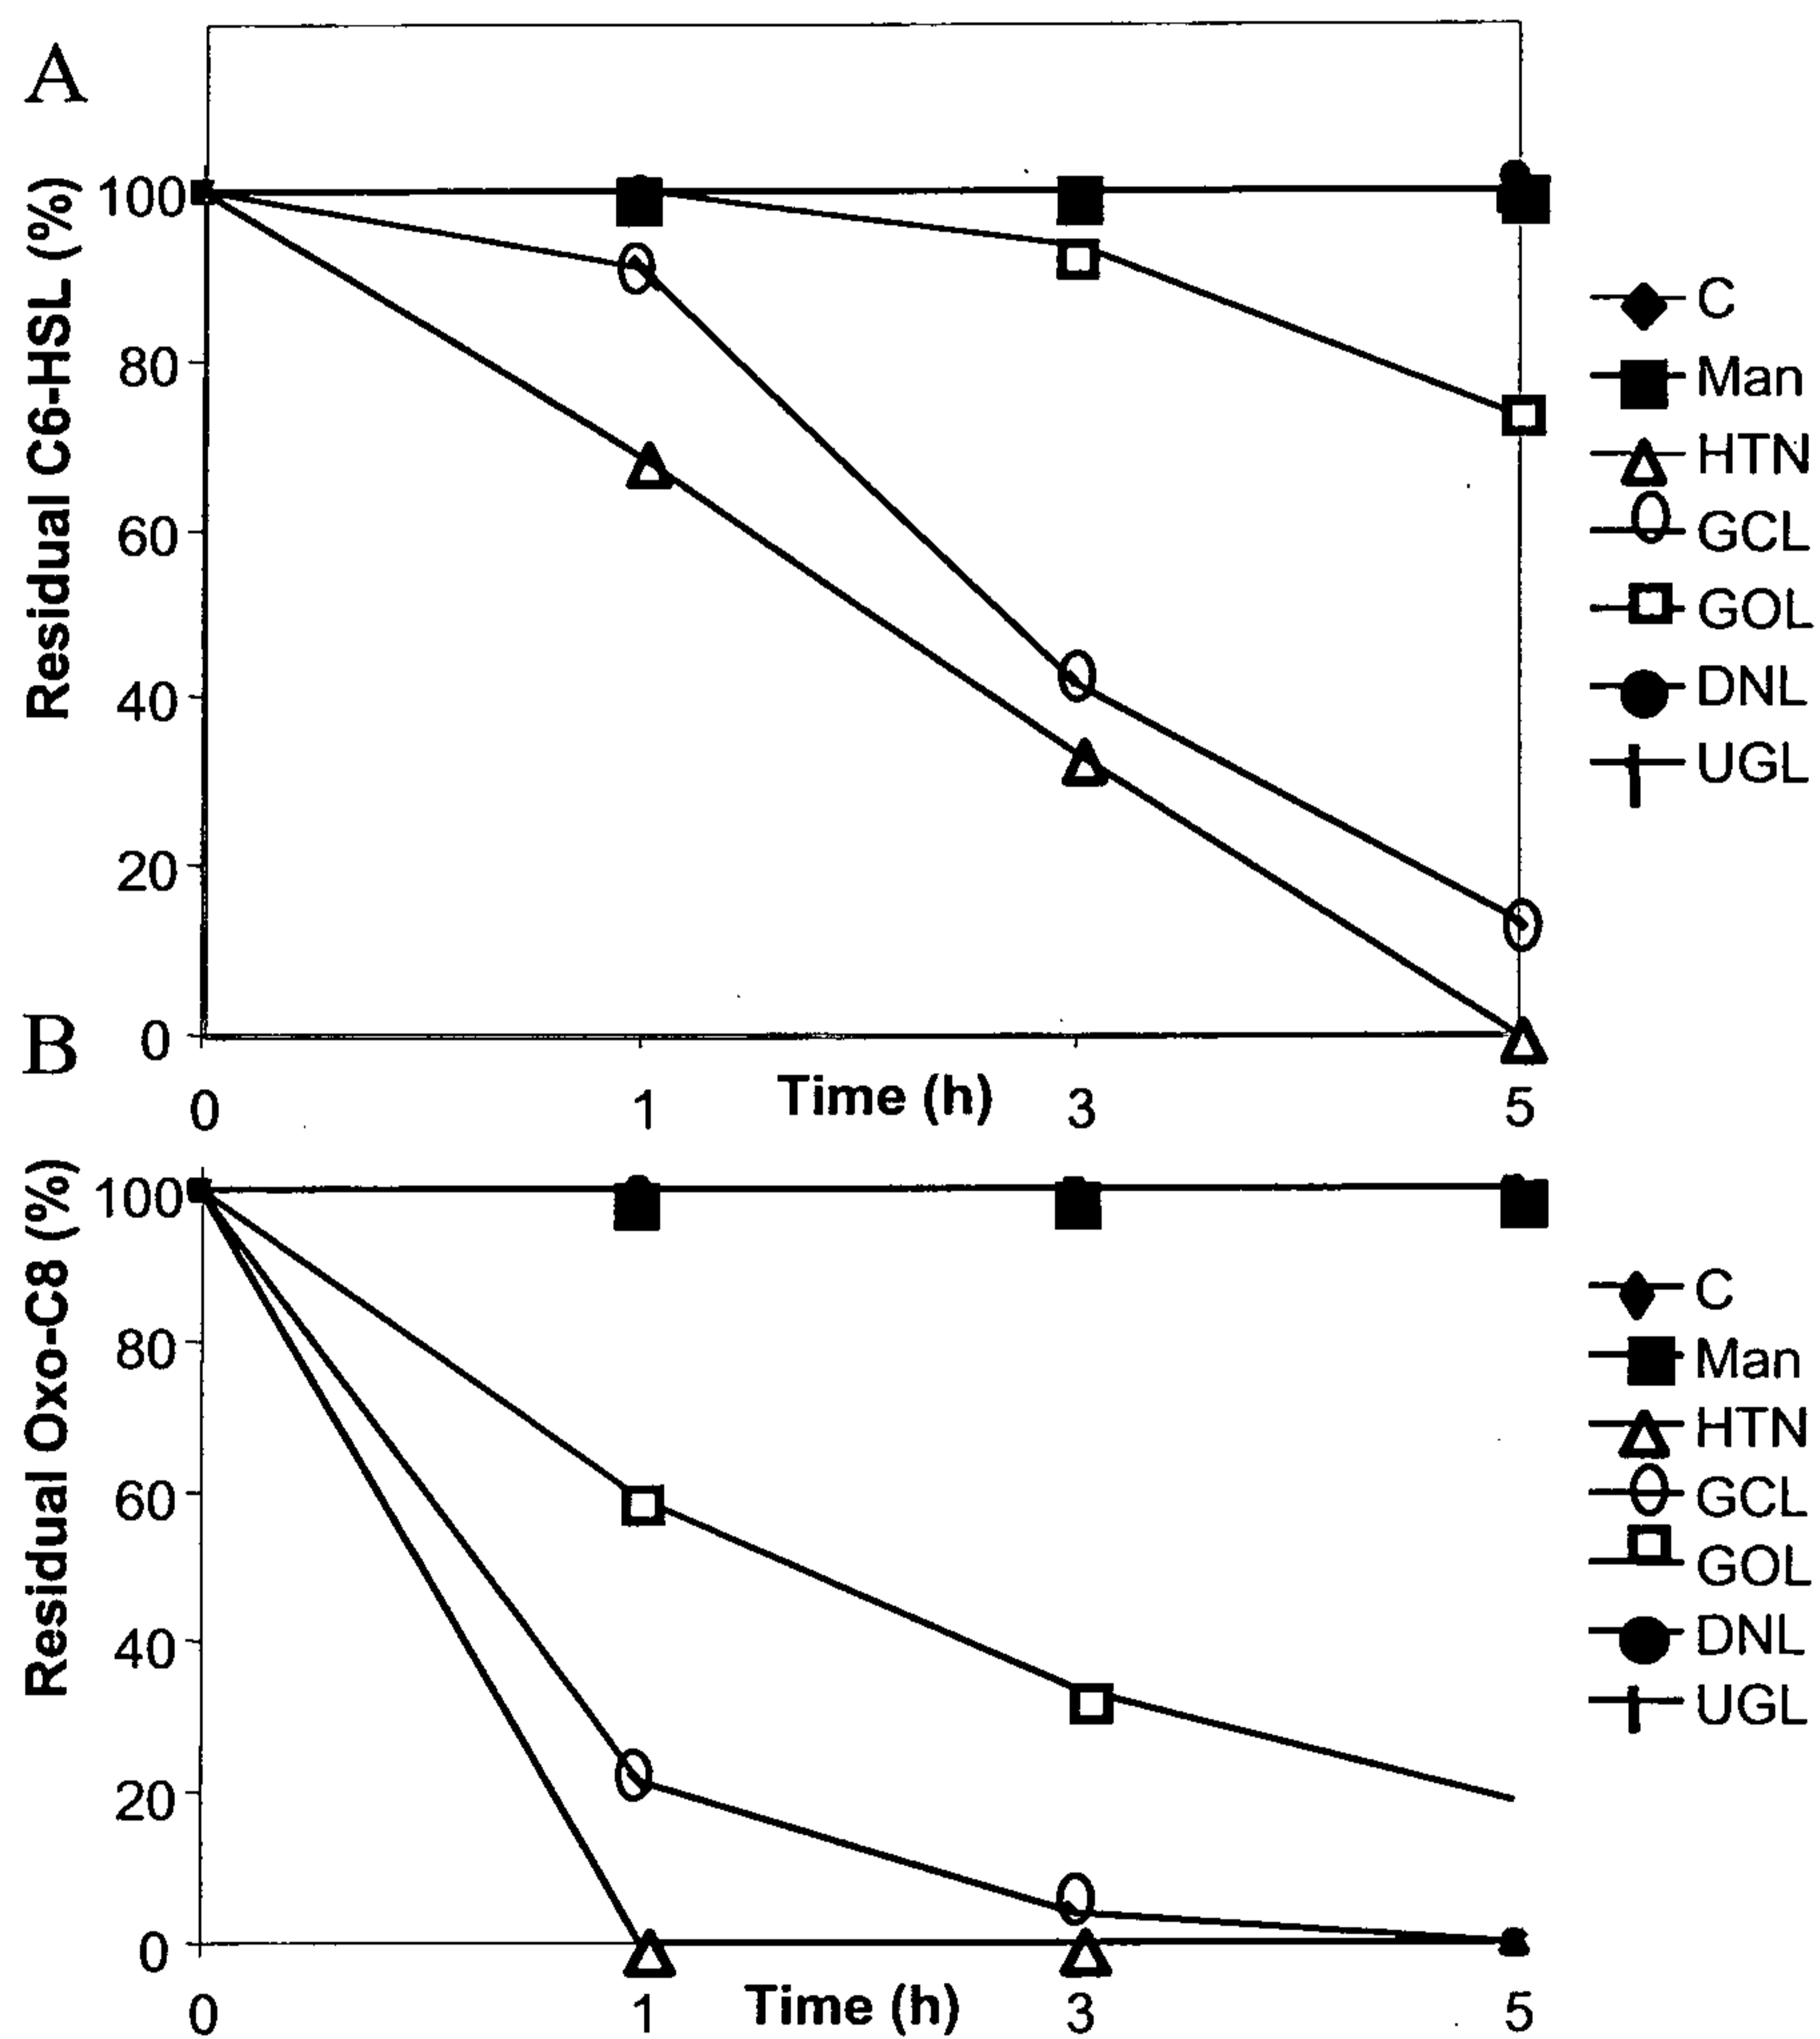 A
Residual C6-HSL (%)
100
80
60
40
20
0
0 1 3 5
Time (h)
C
Man
HTN
GCL
GOL
DNL
UGL
B
Residual Oxo-C8 (%)
100
80
60
40
20
0
0 1 3 5
Time (h)
C
Man
HTN
GCL
GOL
DNL
UGL